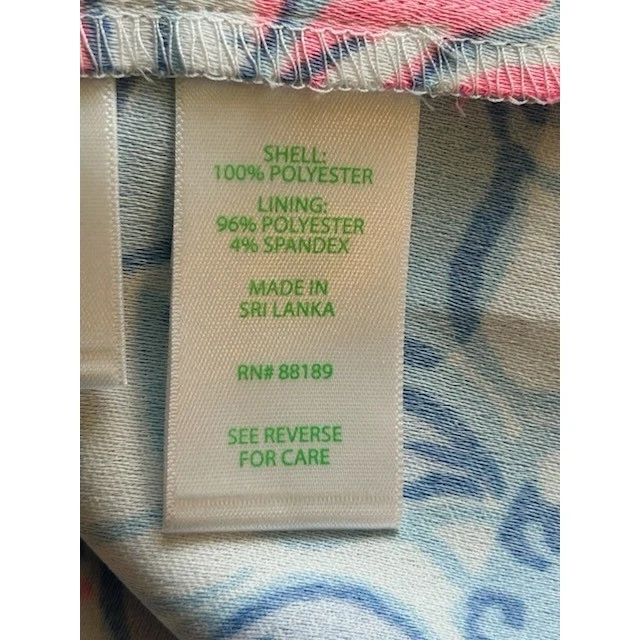 SHELL:
100% POLYESTER
LINING:
96% POLYESTER
4% SPANDEX
MADE IN
SRI LANKA
RN# 88189
SEE REVERSE
FOR CARE